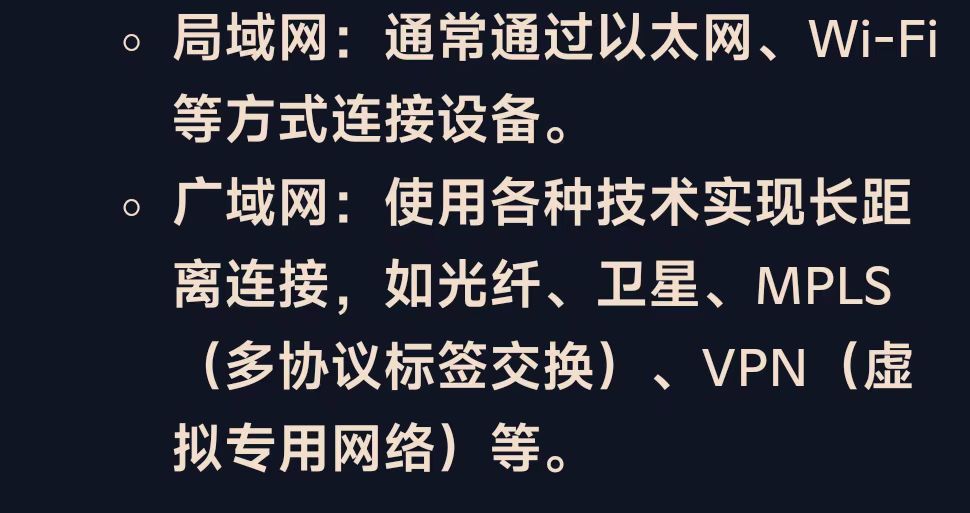 局域网：通常通过以太网、Wi-Fi
等方式连接设备。
广域网：使用各种技术实现长距
离连接，如光纤、卫星、MPLS
（多协议标签交换）、VPN（虚
拟专用网络）等。